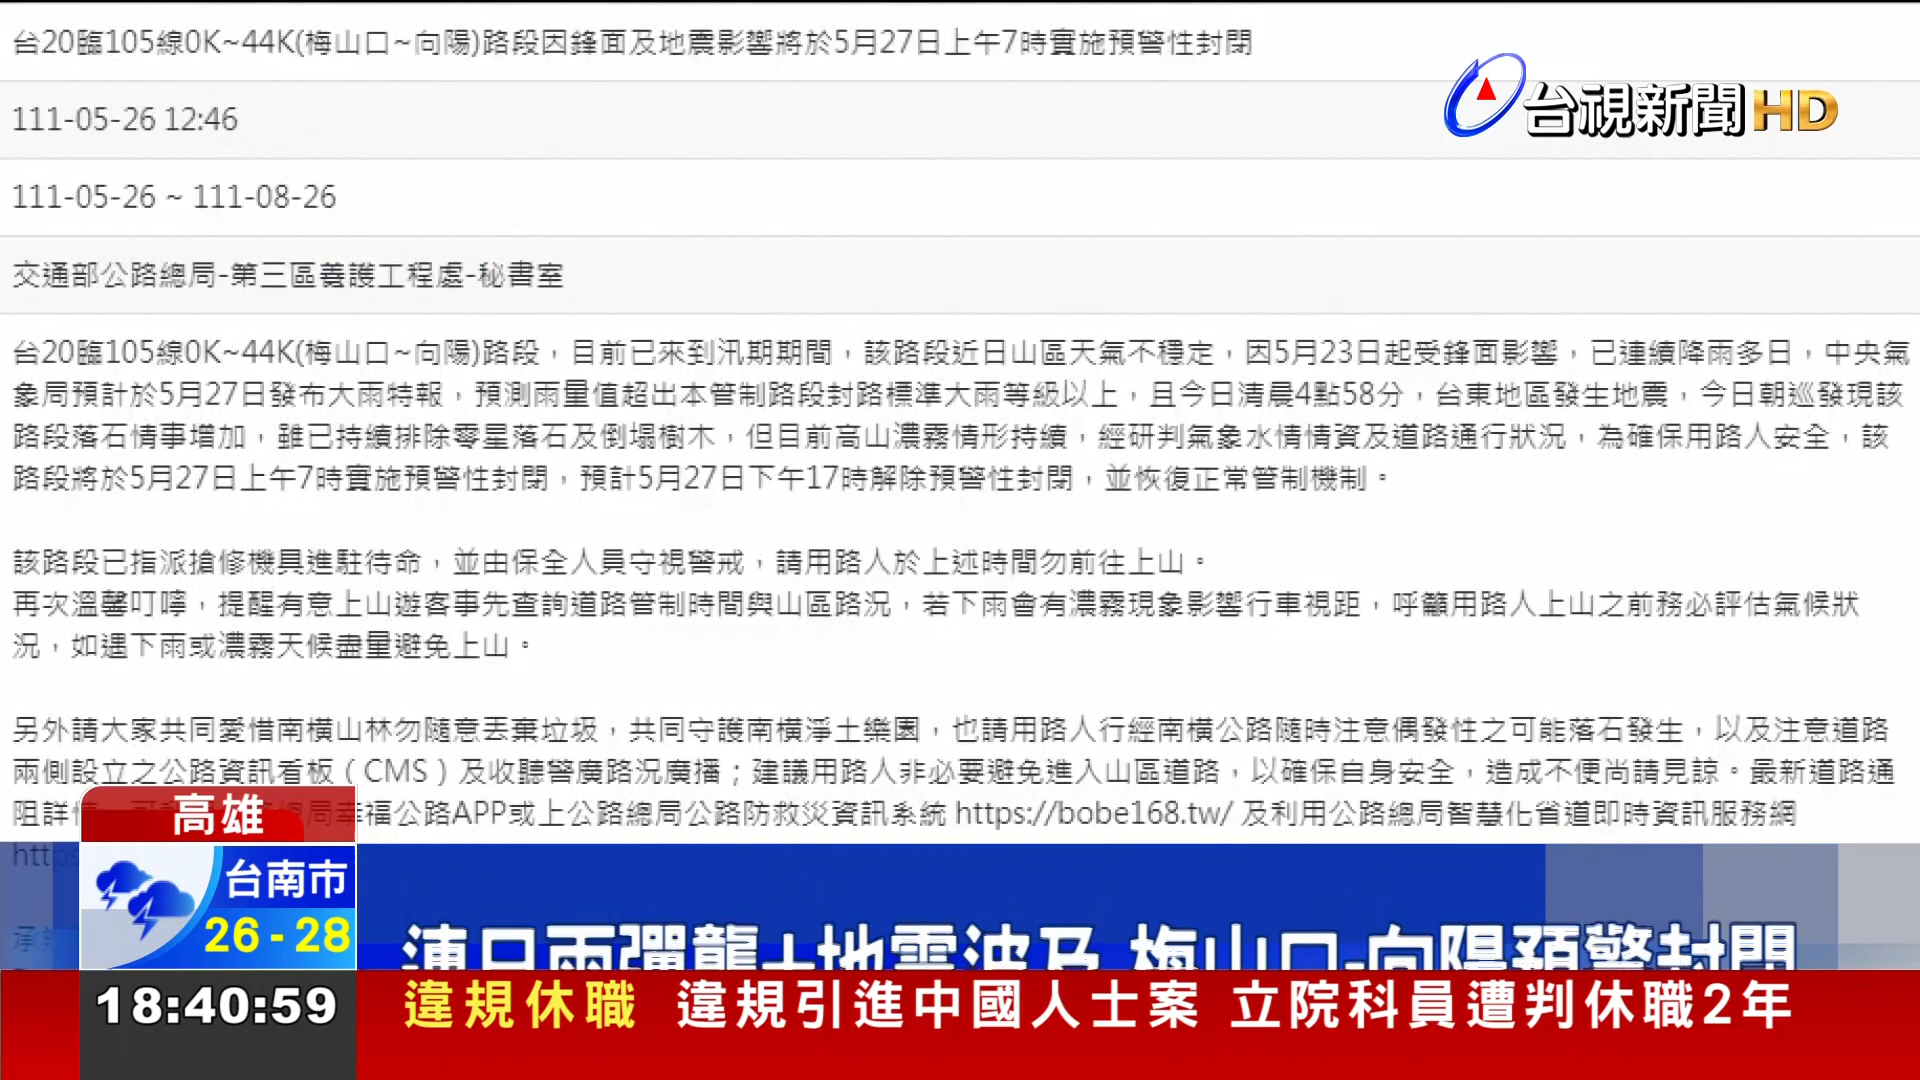 台20臨105線0K~44K(梅山口~向陽)路段因鋒面及地震影響將於5月27日上午7時實施預警性封閉
台視新聞HD
111-05-26 12:46
111-05-26 ~ 111-08-26
交通部公路總局-第三區養護工程處-秘書室
台20臨105線0K~44K(梅山口~向陽)路段，目前已來到汛期期間，該路段近日山區天氣不穩定，因5月23日起受鋒面影響，已連續降雨多日，中央氣
象局預計於5月27日發布大雨特報，預測雨量值超出本管制路段封路標準大雨等級以上，且今日清晨4點58分，台東地區發生地震，今日朝巡發現該
路段落石情事增加，雖已持續排除零星落石及倒塌樹木，但目前高山濃霧情形持續，經研判氣象水情情資及道路通行狀況，為確保用路人安全，該
路段將於5月27日上午7時實施預警性封閉，預計5月27日下午17時解除預警性封閉，並恢復正常管制機制。
該路段已指派搶修機具進駐待命，並由保全人員守視警戒，請用路人於上述時間勿前往上山。
再次溫馨叮嚀，提醒有意上山遊客事先查詢道路管制時間與山區路況，若下雨會有濃霧現象影響行車視距，呼籲用路人上山之前務必評估氣候狀
況，如遇下雨或濃霧天候盡量避免上山。
另外請大家共同愛惜南橫山林勿隨意丟棄垃圾，共同守護南橫淨土樂園，也請用路人行經南橫公路隨時注意偶發性之可能落石發生，以及注意道路
兩側設立之公路資訊看板（CMS）及收聽警廣路況廣播；建議用路人非必要避免進入山區道路，以確保自身安全，造成不便尚請見諒。最新道路通
阻詳情 局幸福公路APP或上公路總局公路防救災資訊系統 https://bobe168.tw/ 及利用公路總局智慧化省道即時資訊服務網
高雄
台南市
26 - 28
連日雨彈襲+地震波及 梅山口-向陽預警封閉
18:40:59
違規休職 違規引進中國人士案 立院科員遭判休職2年